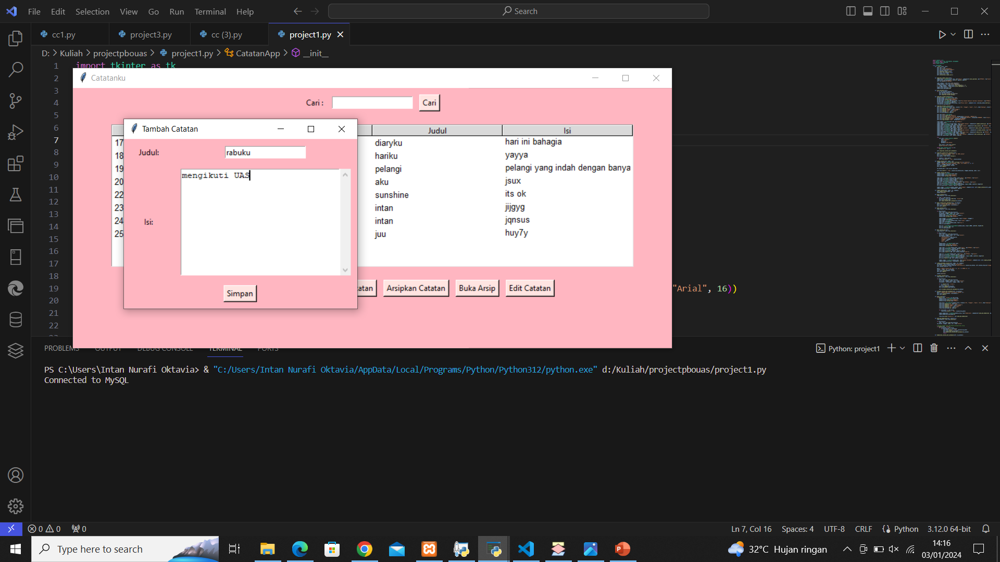 File Edit Selection View Go Run Terminal Help
Search
cc1.py
project3.py
cc (3).py
project1.py
D: > Kuliah > projectpbouas > project1.py > CatatanApp > __init__
1 import tkinter as tk
2
3
4
5
6
7
8
9
10
11
12
13
14
15
16
17
18
19 "Arial", 16))
20
21
22
Catatanku
Cari :
Cari
Judul Isi
17 diaryku hari ini bahagia
18 hariku yayya
19 pelangi pelangi yang indah dengan banya
20 aku jsux
22 sunshine its ok
23 intan jijgyg
24 intan jqnsus
25 juu huy7y
Arsipkan Catatan
Buka Arsip
Edit Catatan
Tambah Catatan
Judul:
rabuku
Isi:
mengikuti UAS
Simpan
PROBLEMS OUTPUT DEBUG CONSOLE TERMINAL PORTS
Python: project1
PS C:\Users\Intan Nurafi Oktavia> & "C:/Users/Intan Nurafi Oktavia/AppData/Local/Programs/Python/Python312/python.exe" d:/Kuliah/projectpbouas/project1.py
Connected to MySQL
0 0 0
Ln 7, Col 16 Spaces: 4 UTF-8 CRLF Python 3.12.0 64-bit
Type here to search
32°C Hujan ringan
14:16
03/01/2024